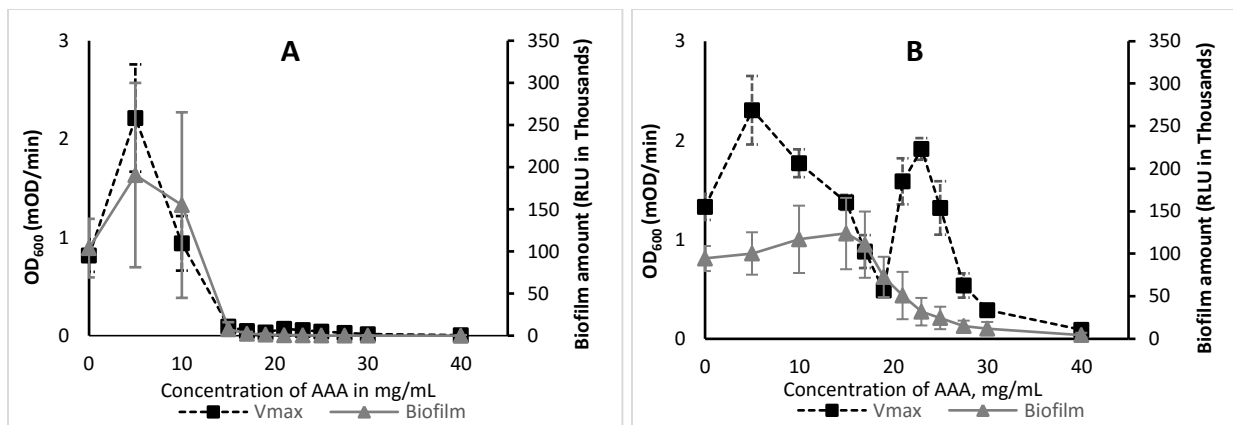 A
3
2
1
0
OD600 (mOD/min)
350
300
250
200
150
100
50
0
Biofilm amount (RLU in Thousands)
0 10 20 30 40
Concentration of AAA in mg/mL
Vmax Biofilm
B
3
2
1
0
OD600 (mOD/min)
350
300
250
200
150
100
50
0
Biofilm amount (RLU in Thousands)
0 10 20 30 40
Concentration of AAA, mg/mL
Vmax Biofilm